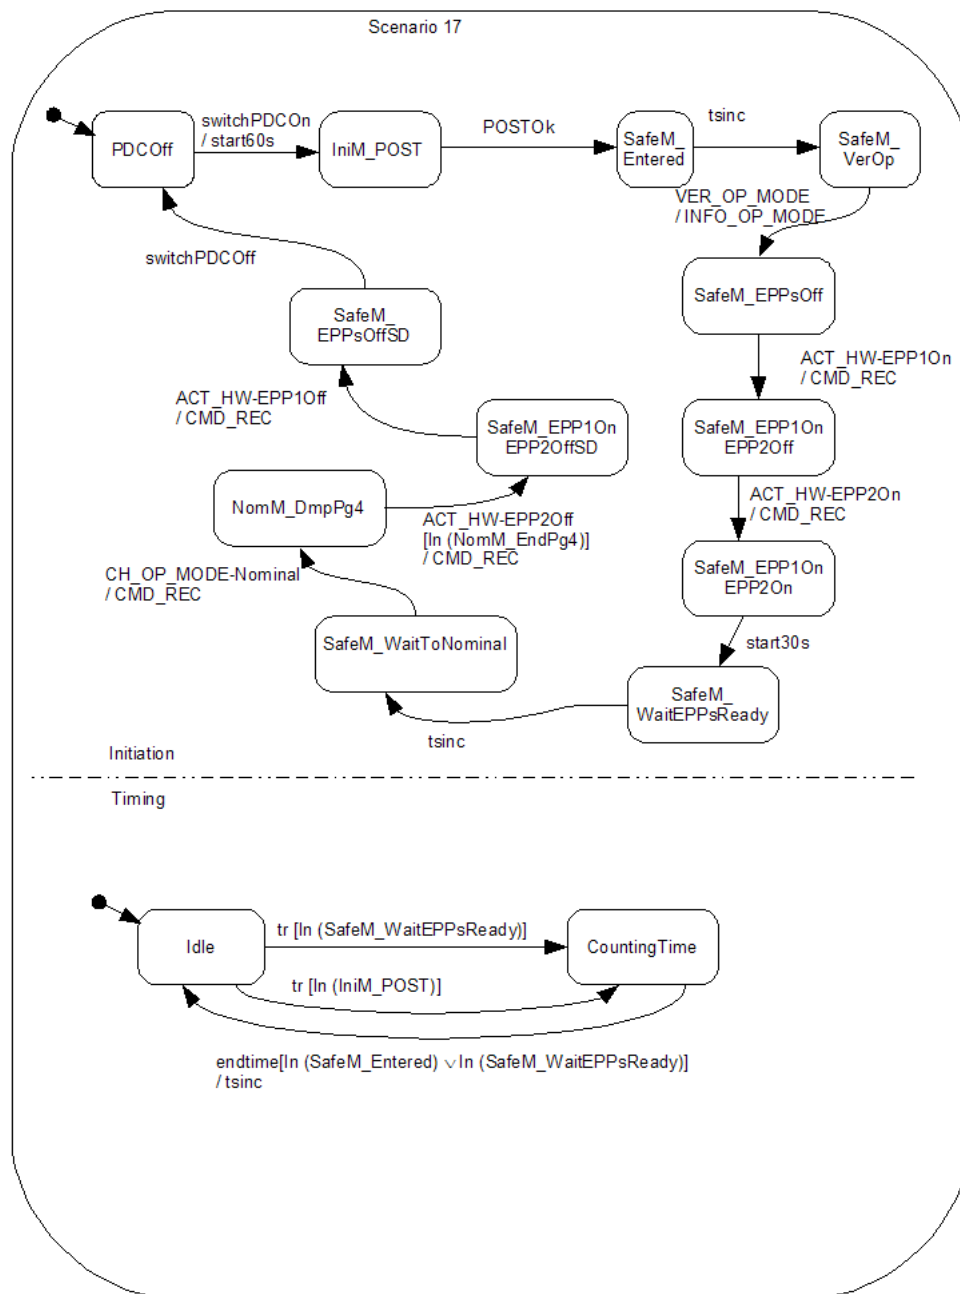 Scenario 17
switchPDCOn
/ start60s
PDCOff
IniM_POST
POSTOk
SafeM_
Entered
tsinc
SafeM_
VerOp
VER_OP_MODE
/ INFO_OP_MODE
switchPDCOff
SafeM_EPPsOff
SafeM_
EPPsOffSD
ACT_HW-EPP1On
/ CMD_REC
ACT_HW-EPP1Off
/ CMD_REC
SafeM_EPP1On
EPP2OffSD
SafeM_EPP1On
EPP2Off
NomM_DmpPg4
ACT_HW-EPP2Off
[In (NomM_EndPg4)]
/ CMD_REC
ACT_HW-EPP2On
/ CMD_REC
CH_OP_MODE-Nominal
/ CMD_REC
SafeM_EPP1On
EPP2On
SafeM_WaitToNominal
start30s
SafeM_
WaitEPPsReady
tsinc
Initiation
Timing
Idle
tr [In (SafeM_WaitEPPsReady)]
CountingTime
tr [In (IniM_POST)]
endtime[In (SafeM_Entered) ∨ In (SafeM_WaitEPPsReady)]
/ tsinc